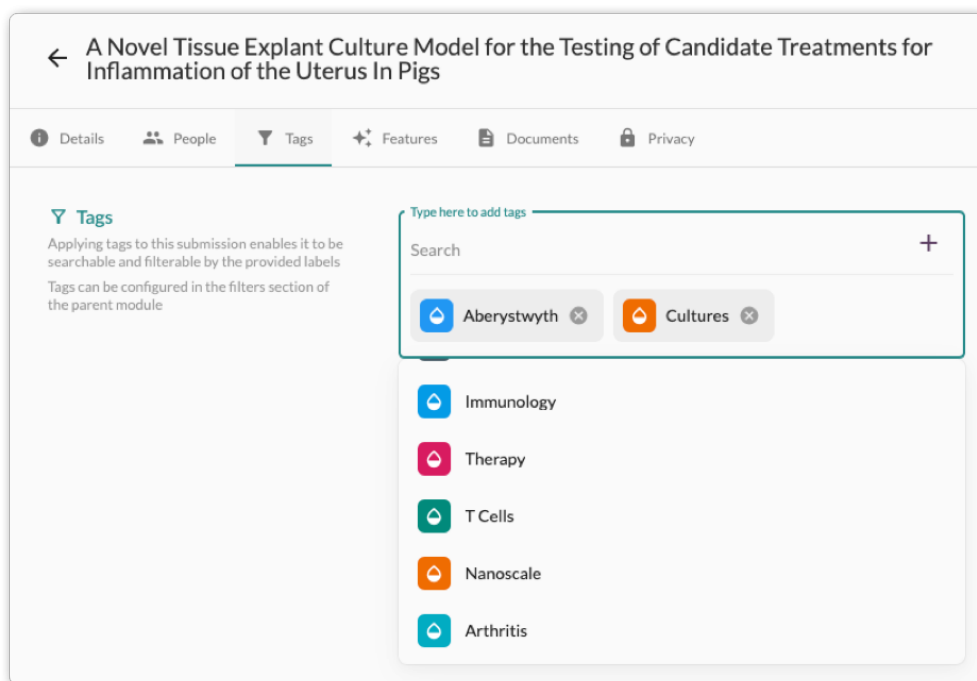 A Novel Tissue Explant Culture Model for the Testing of Candidate Treatments for
Inflammation of the Uterus In Pigs
Details People Tags Features Documents Privacy
Tags
Applying tags to this submission enables it to be
searchable and filterable by the provided labels
Tags can be configured in the filters section of
the parent module
Type here to add tags
Search
Aberystwyth Cultures
Immunology
Therapy
T Cells
Nanoscale
Arthritis